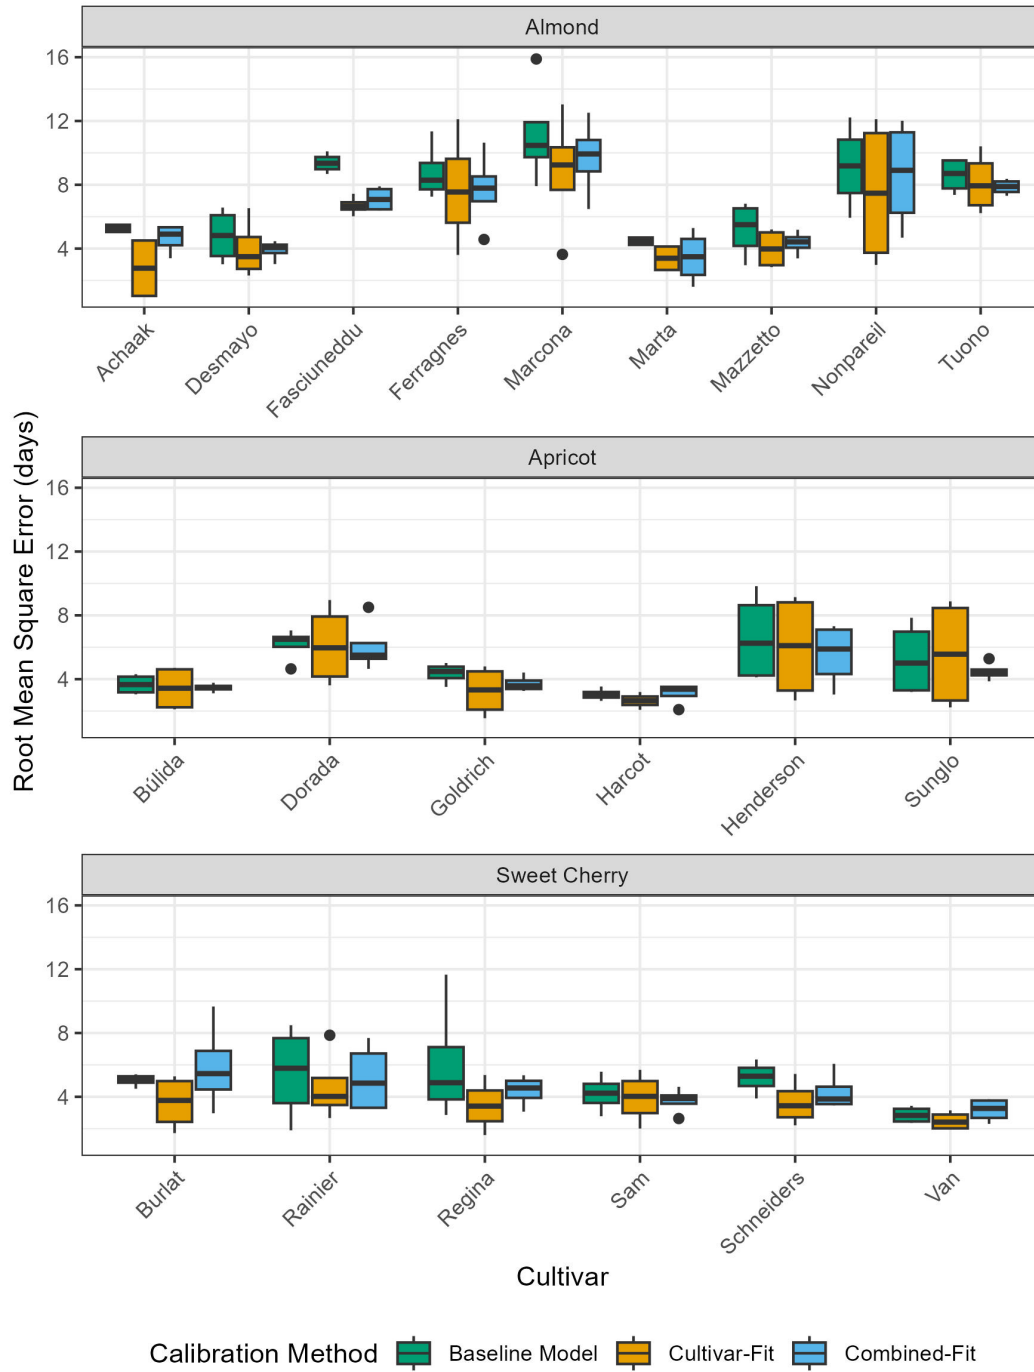 Almond
16
12
8
4
Achaak
Desmayo
Fasciuneddu
Ferragnes
Marcona
Marta
Mazzetto
Nonpareil
Tuono
Root Mean Square Error (days)
Apricot
16
12
8
4
Búlida
Dorada
Goldrich
Harcot
Henderson
Sunglo
Sweet Cherry
16
12
8
4
Burlat
Rainier
Regina
Sam
Schneiders
Van
Cultivar
Calibration Method Baseline Model Cultivar-Fit Combined-Fit